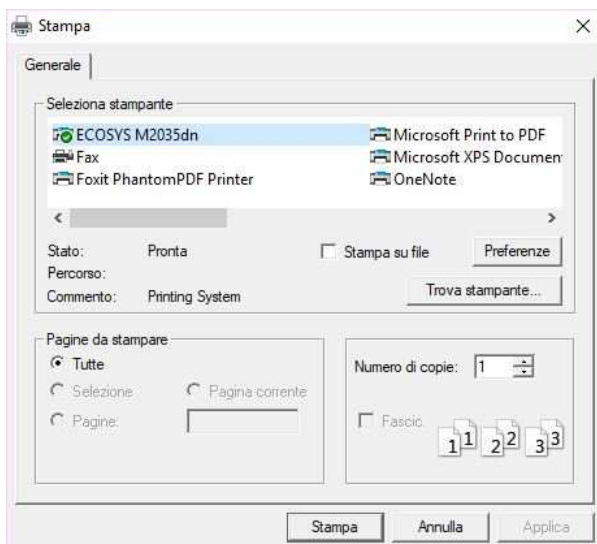 Stampa
Generale
Seleziona stampante
ECOSYS M2035dn
Microsoft Print to PDF
Fax
Microsoft XPS Documen
Foxit PhantomPDF Printer
OneNote
Stato: Pronta
Stampa su file
Preferenze
Percorso:
Commento: Printing System
Trova stampante...
Pagine da stampare
Tutte
Selezione
Pagina corrente
Pagine:
Numero di copie: 1
Fascic.
1 1 2 2 3 3
Stampa
Annulla
Applica